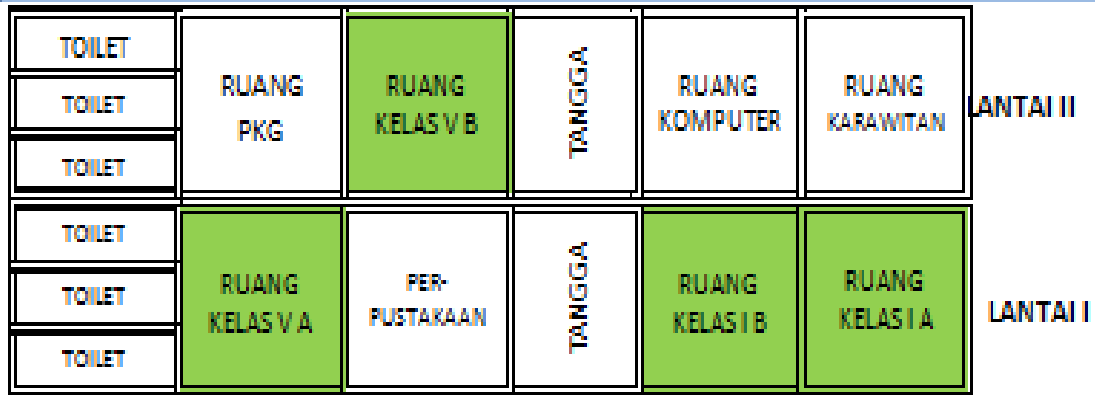 TOILET
TOILET
TOILET
RUANG
PKG
RUANG
KELAS V B
TANGGA
RUANG
KOMPUTER
RUANG
KARAWITAN
LANTAI II
TOILET
TOILET
TOILET
RUANG
KELAS V A
PER-
PUSTAKAAN
TANGGA
RUANG
KELAS I B
RUANG
KELAS I A
LANTAI I